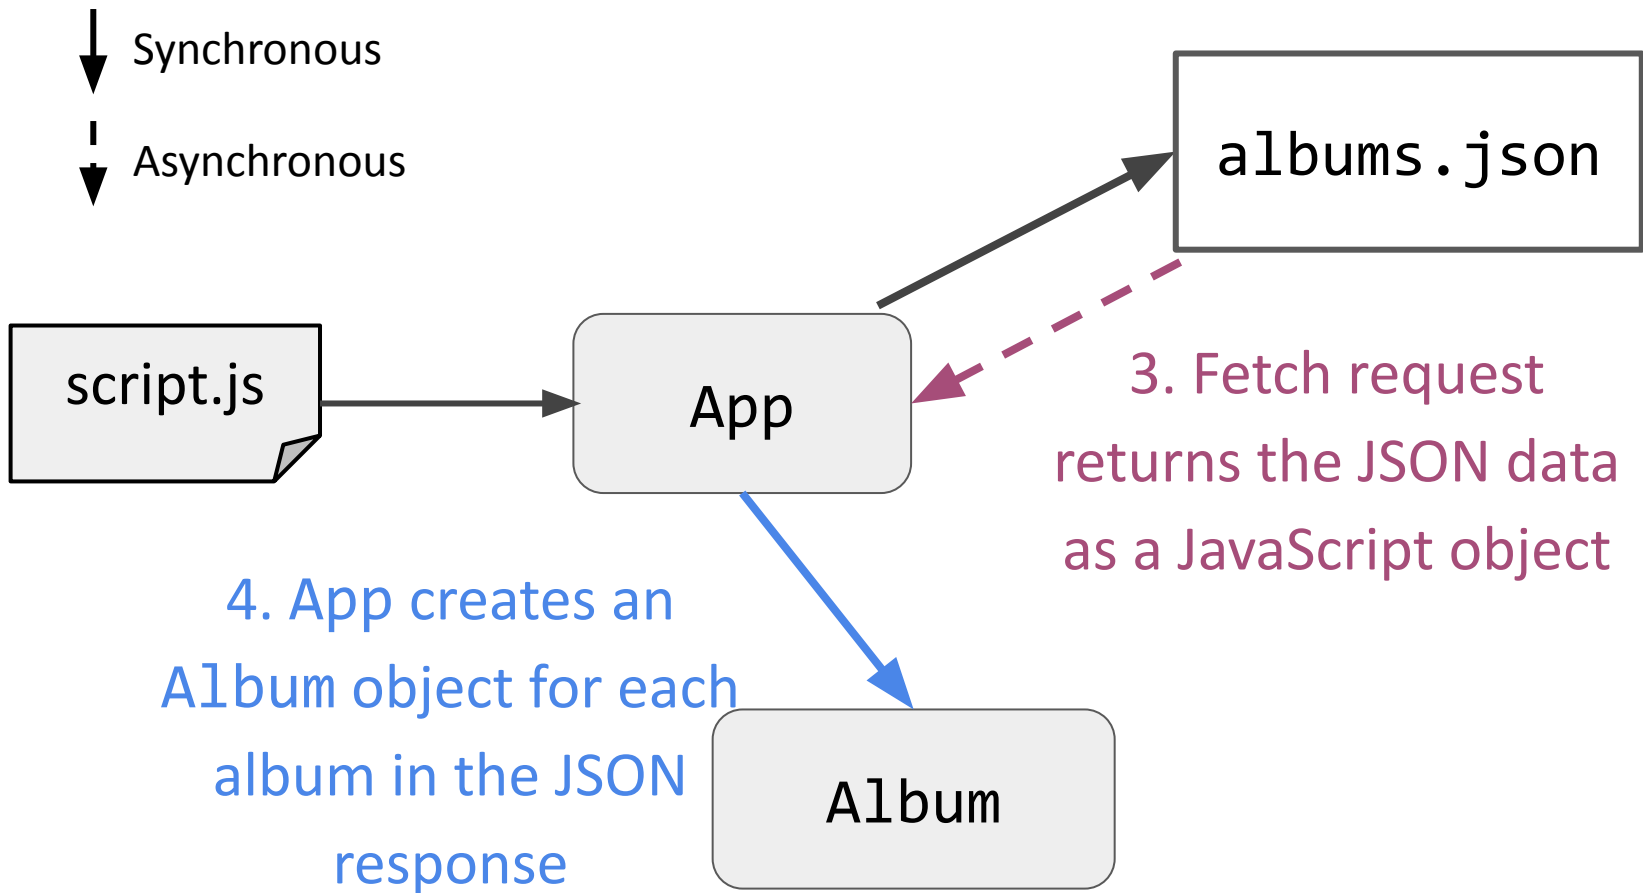 Synchronous
Asynchronous
albums.json
script.js
App
3. Fetch request
returns the JSON data
as a JavaScript object
4. App creates an
Album object for each
album in the JSON
response
Album